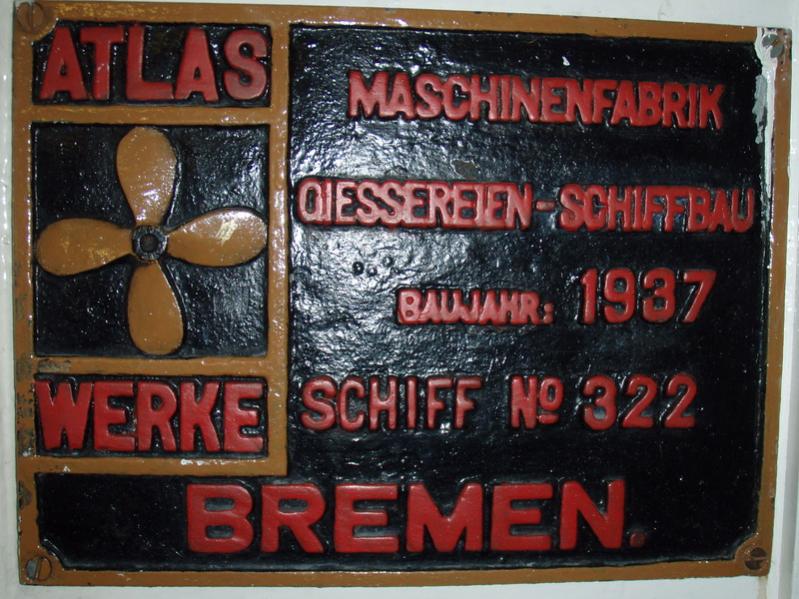 ATLAS
WERKE
MASCHINENFABRIK
GIESSEREIEN-SCHIFFBAU
BAUJAHR: 1937
SCHIFF No 322
BREMEN.